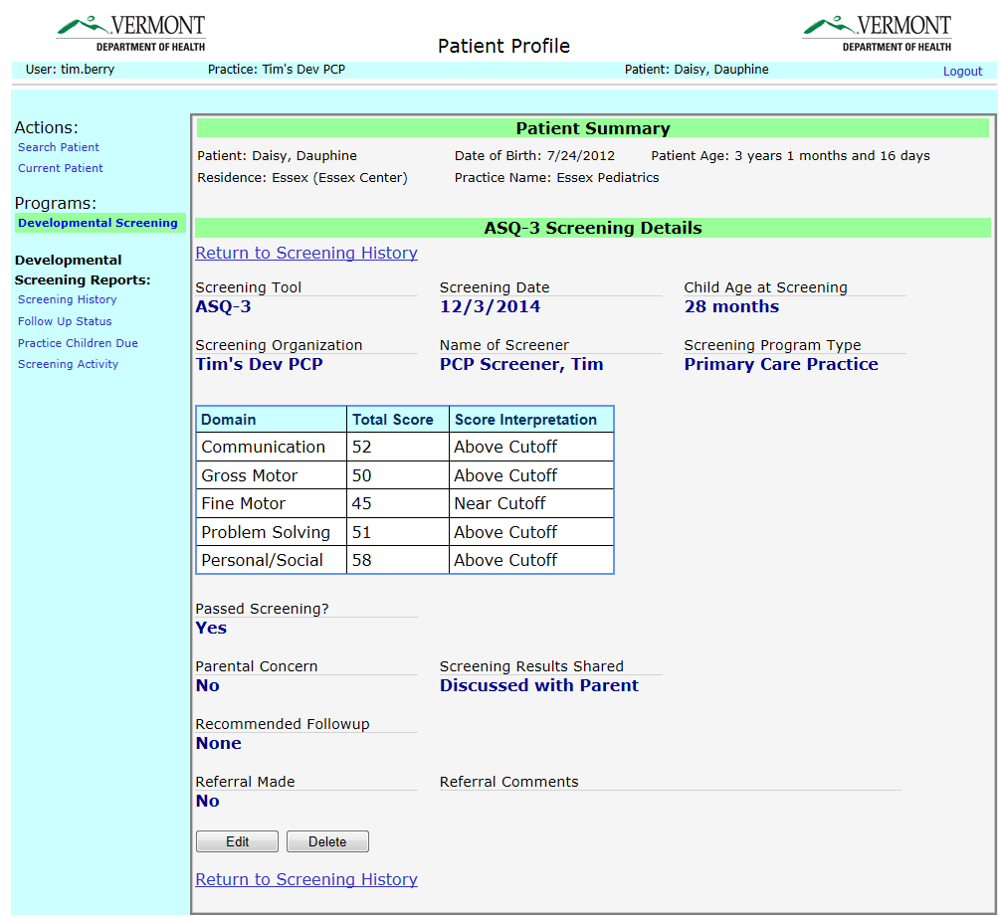 VERMONT
DEPARTMENT OF HEALTH
Patient Profile
VERMONT
DEPARTMENT OF HEALTH
User: tim.berry Practice: Tim's Dev PCP Patient: Daisy, Dauphine Logout
Actions:
Search Patient
Current Patient
Programs:
Developmental Screening
Developmental
Screening Reports:
Screening History
Follow Up Status
Practice Children Due
Screening Activity
Patient Summary
Patient: Daisy, Dauphine Date of Birth: 7/24/2012 Patient Age: 3 years 1 months and 16 days
Residence: Essex (Essex Center) Practice Name: Essex Pediatrics
ASQ-3 Screening Details
Return to Screening History
Screening Tool Screening Date Child Age at Screening
ASQ-3 12/3/2014 28 months
Screening Organization Name of Screener Screening Program Type
Tim's Dev PCP PCP Screener, Tim Primary Care Practice
Domain Total Score Score Interpretation
Communication 52 Above Cutoff
Gross Motor 50 Above Cutoff
Fine Motor 45 Near Cutoff
Problem Solving 51 Above Cutoff
Personal/Social 58 Above Cutoff
Passed Screening?
Yes
Parental Concern Screening Results Shared
No Discussed with Parent
Recommended Followup
None
Referral Made Referral Comments
No
Edit Delete
Return to Screening History